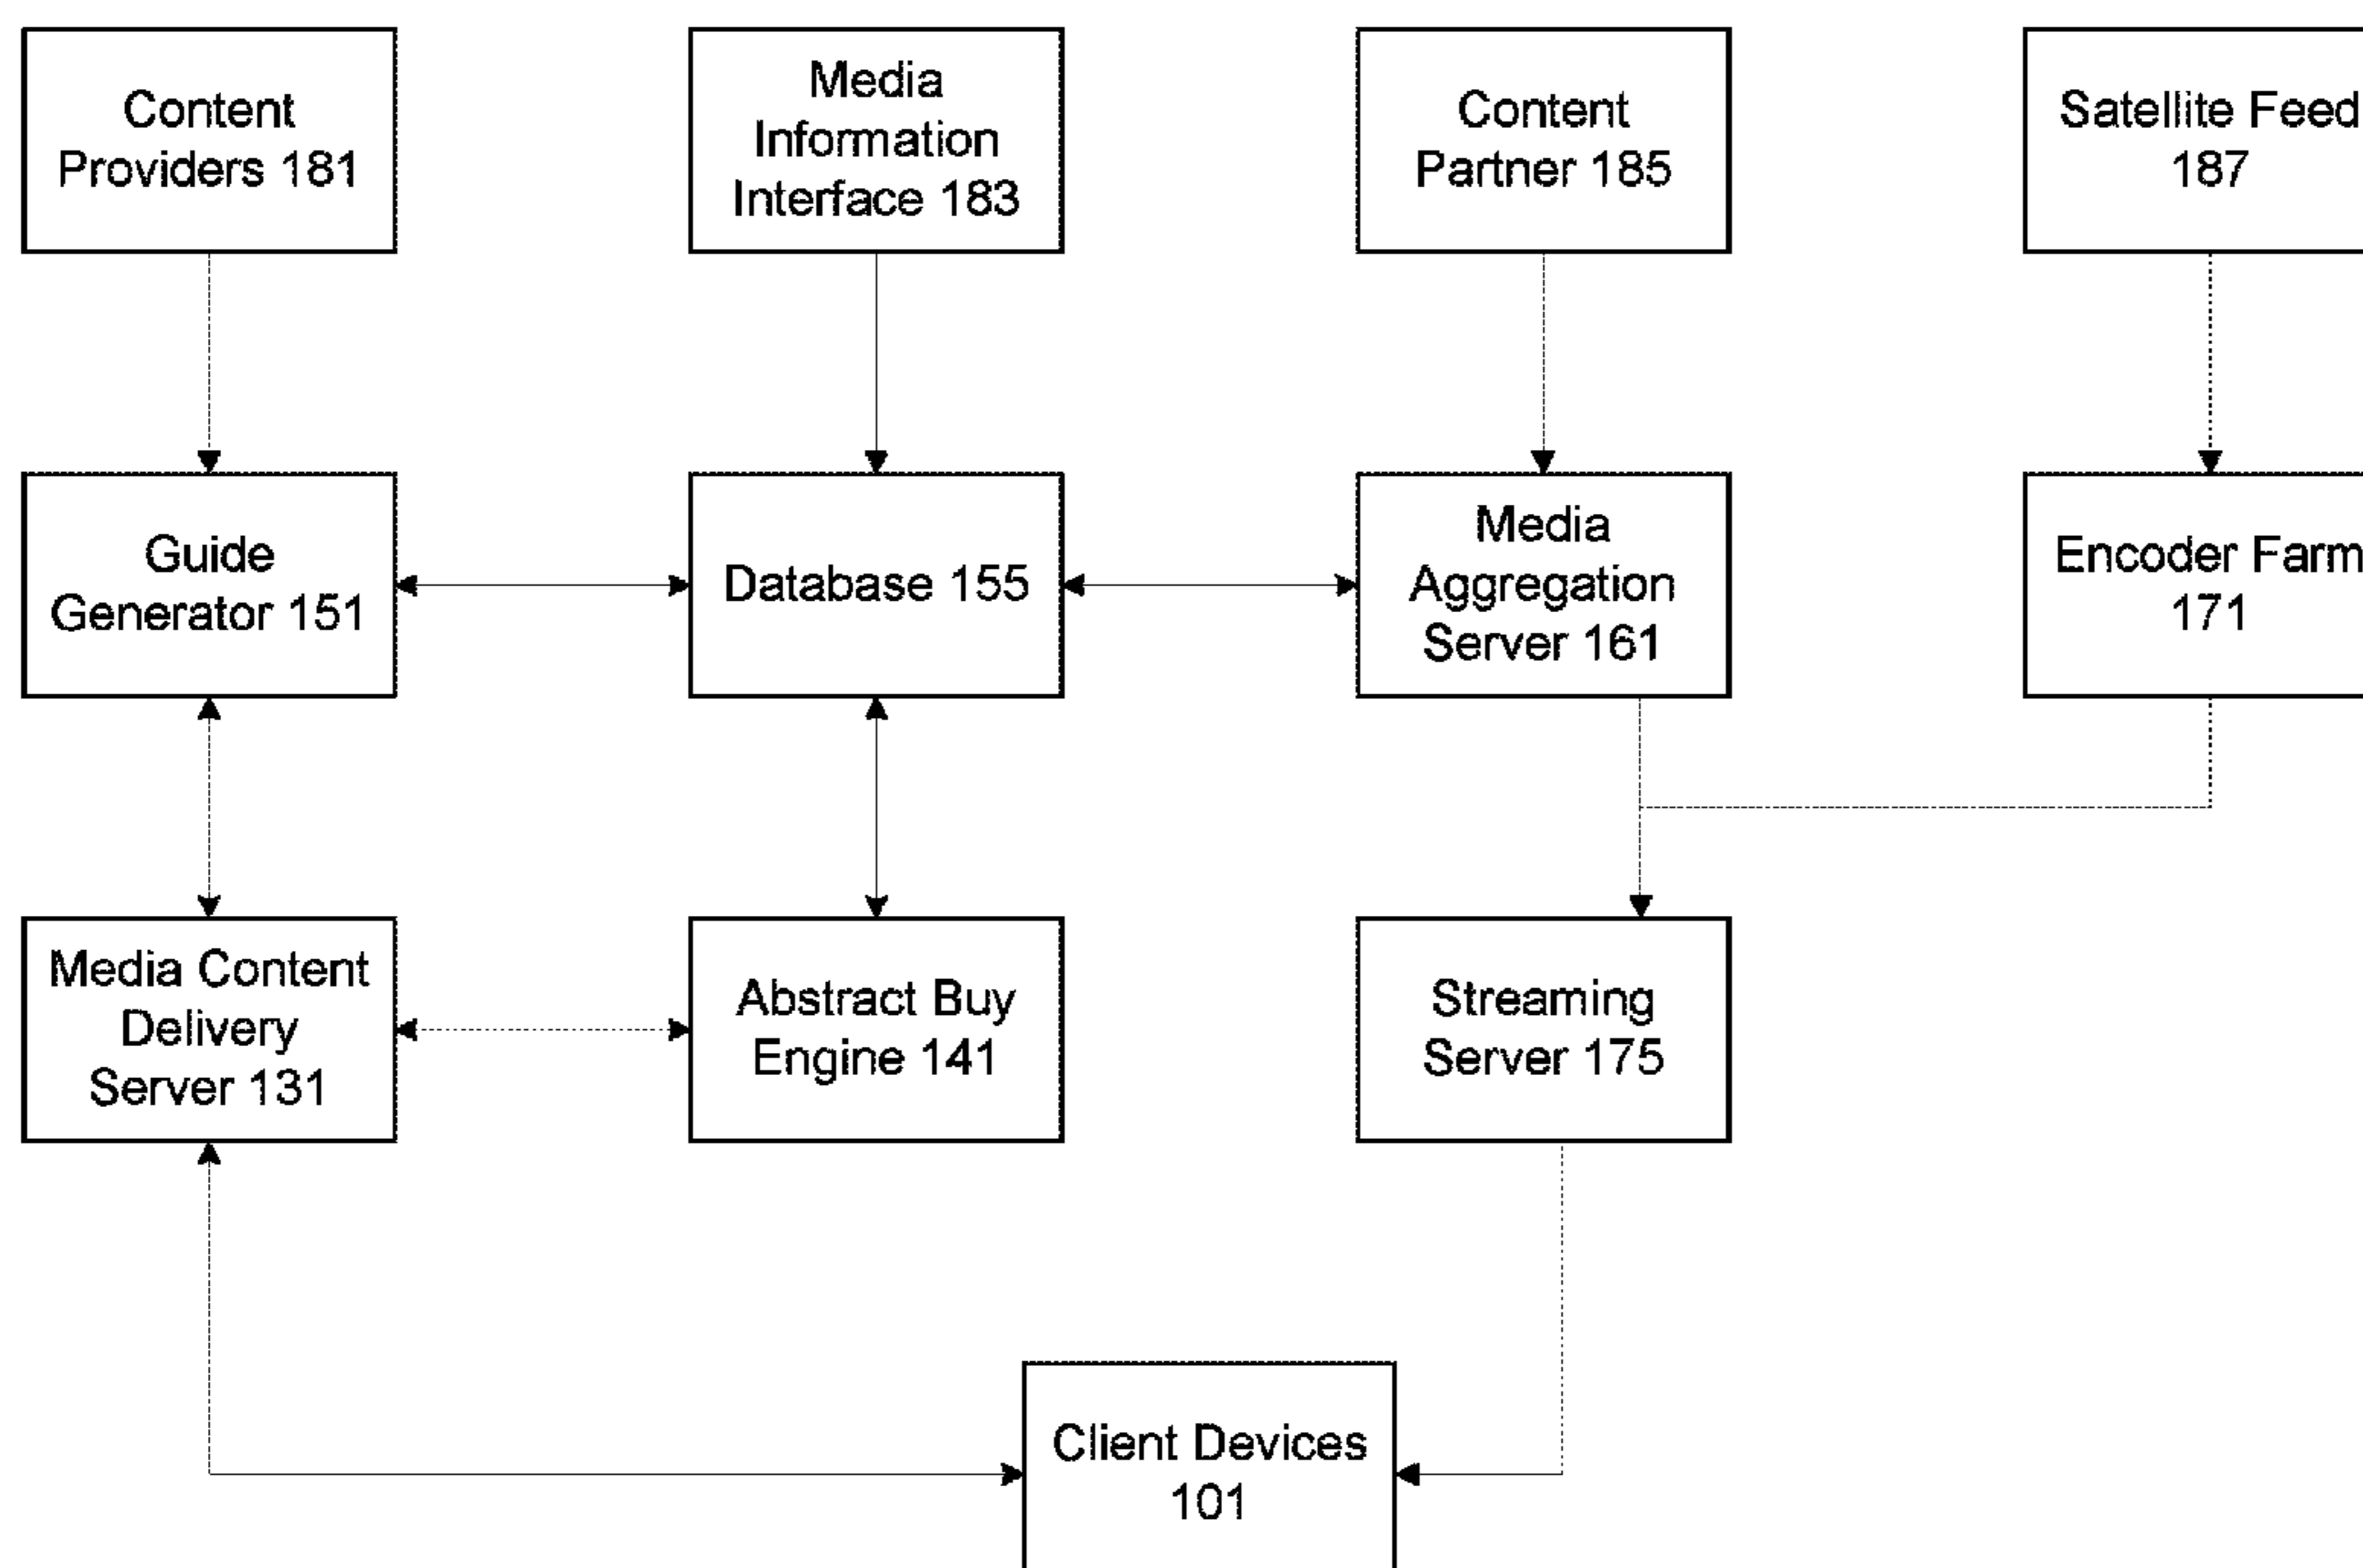 Content
Providers 181
Media
Information
Interface 183
Content
Partner 185
Satellite Feed
187
Guide
Generator 151
Database 155
Media
Aggregation
Server 161
Encoder Farm
171
Media Content
Delivery
Server 131
Abstract Buy
Engine 141
Streaming
Server 175
Client Devices
101